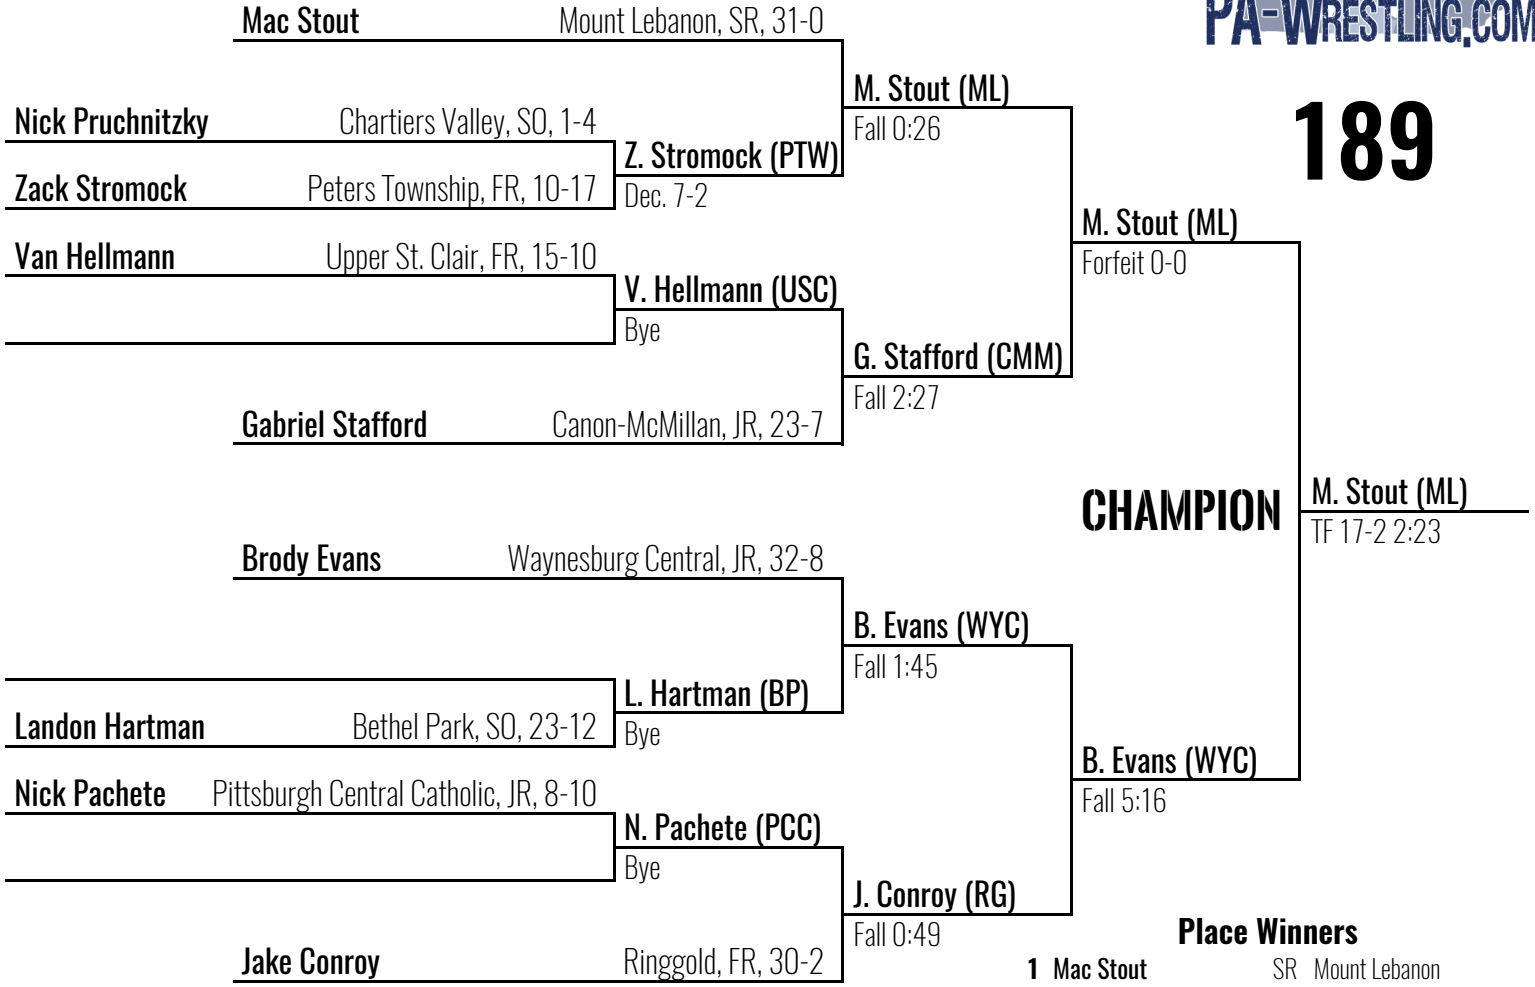 PA-WRESTLING.COM
189
Mac Stout Mount Lebanon, SR, 31-0
Nick Pruchnitzky Chartiers Valley, SO, 1-4
Zack Stromock Peters Township, FR, 10-17
Van Hellmann Upper St. Clair, FR, 15-10
Gabriel Stafford Canon-McMillan, JR, 23-7
Brody Evans Waynesburg Central, JR, 32-8
Landon Hartman Bethel Park, SO, 23-12
Nick Pachete Pittsburgh Central Catholic, JR, 8-10
Jake Conroy Ringgold, FR, 30-2
Z. Stromock (PTW)
Dec. 7-2
V. Hellmann (USC)
Bye
L. Hartman (BP)
Bye
N. Pachete (PCC)
Bye
M. Stout (ML)
Fall 0:26
G. Stafford (CMM)
Fall 2:27
B. Evans (WYC)
Fall 1:45
J. Conroy (RG)
Fall 0:49
M. Stout (ML)
Forfeit 0-0
B. Evans (WYC)
Fall 5:16
CHAMPION
M. Stout (ML)
TF 17-2 2:23
Place Winners
1 Mac Stout SR Mount Lebanon